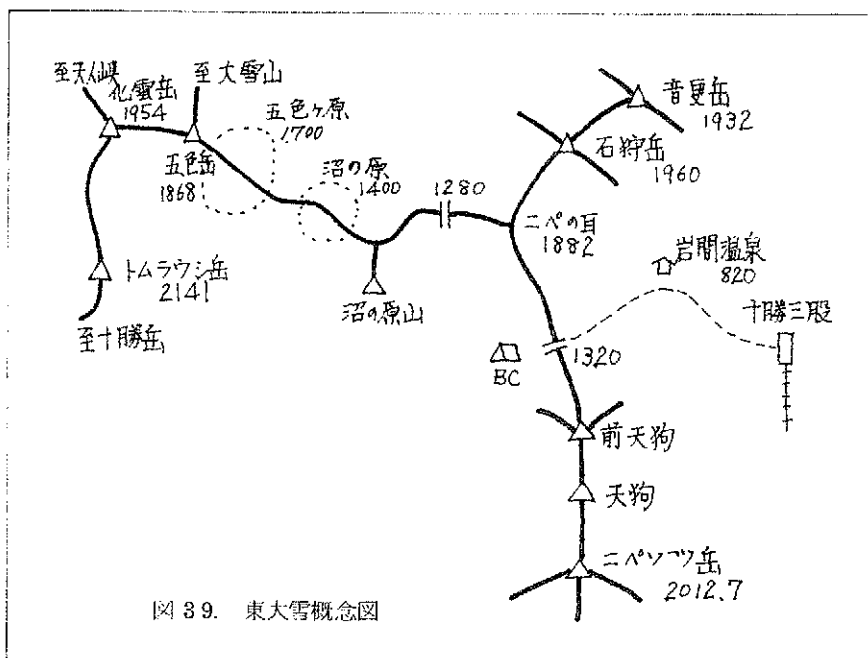 至天人峡
化雲岳
1954
至大雪山
五色ヶ原
1700
五色岳
1868
沼の原
1400
1280
音更岳
1932
石狩岳
1960
ニペの耳
1882
岩間温泉
820
十勝三股
トムラウシ岳
2141
沼の原山
至十勝岳
BC
1320
前天狗
天狗
ニペソツ岳
2012.7
図39. 東大雪概念図